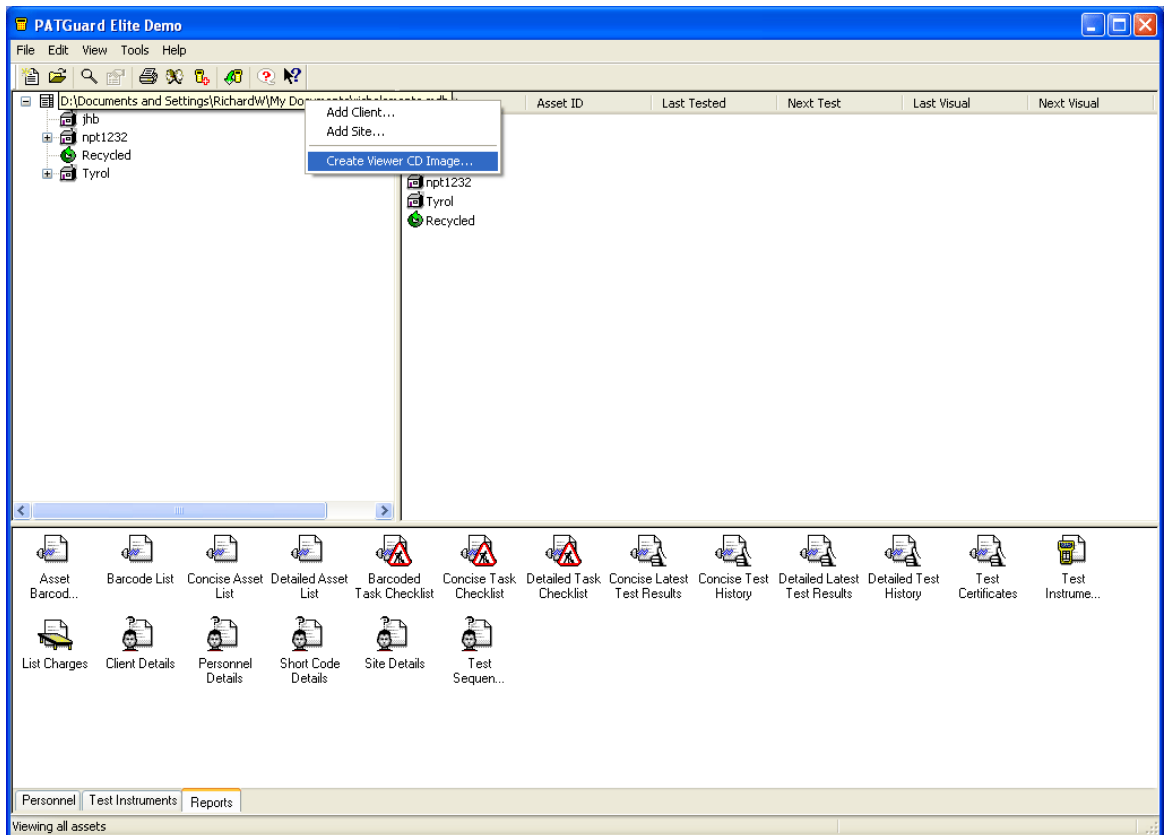 PATGuard Elite Demo
File Edit View Tools Help
D:\Documents and Settings\RichardW\My
Asset ID Last Tested Next Test Last Visual Next Visual
Add Client...
Add Site...
Create Viewer CD Image...
jhb
npt1232
Recycled
Tyrol
npt1232
Tyrol
Recycled
Asset Barcode List Concise Asset Detailed Asset Barcoded Concise Task Detailed Task Concise Latest Concise Test Detailed Latest Detailed Test Test Test
Barcod... List List Task Checklist Checklist Checklist Test Results History Test Results History Certificates Instrume...
List Charges Client Details Personnel Short Code Site Details Test
Details Details Sequen...
Personnel Test Instruments Reports
Viewing all assets